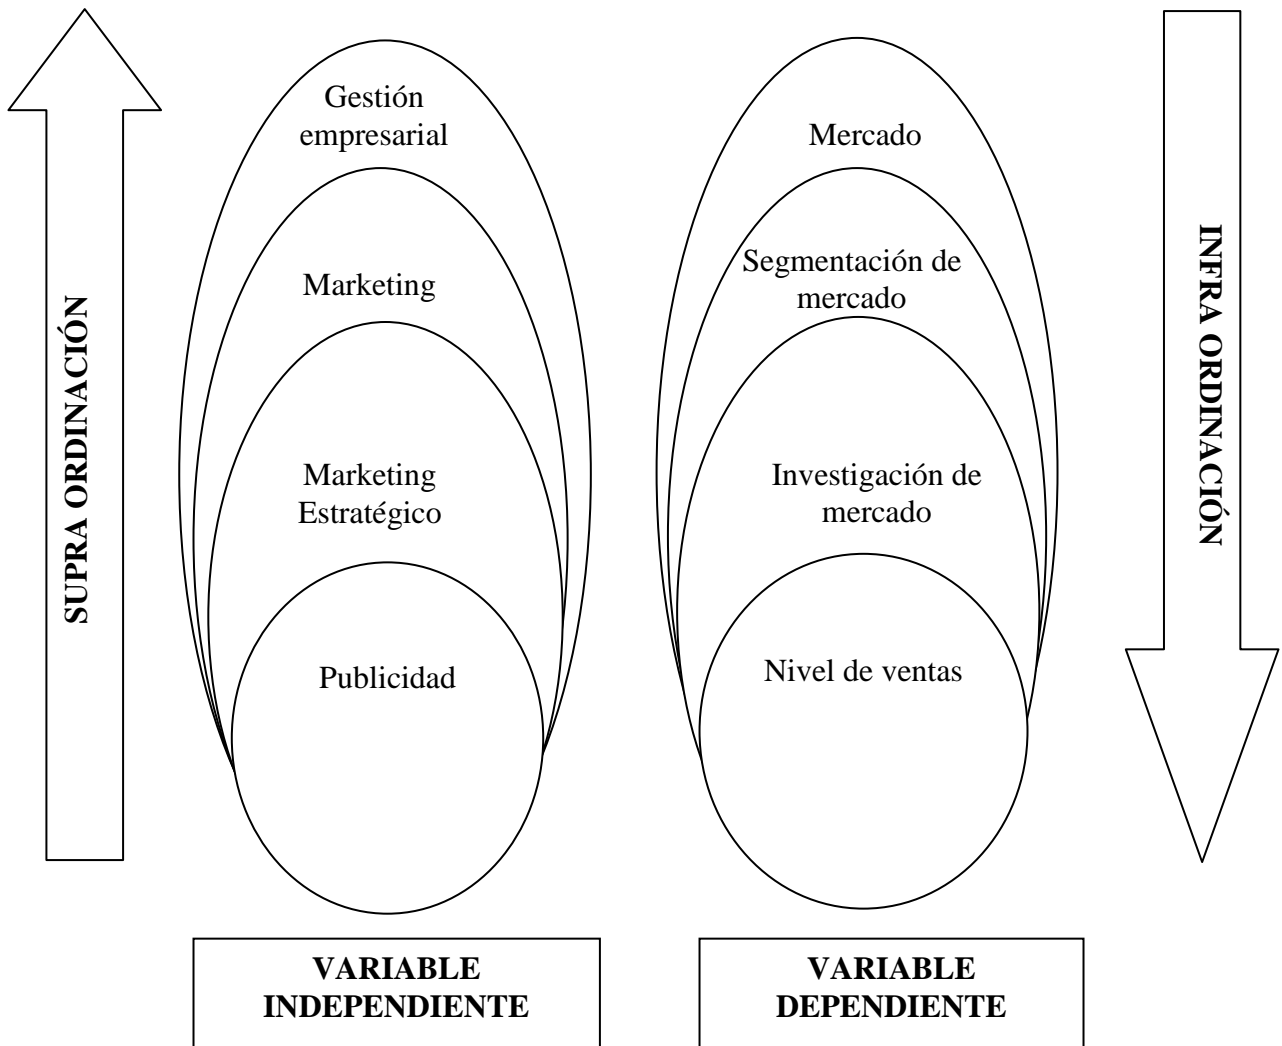 SUPRA ORDINACIÓN
Gestión
empresarial
Marketing
Marketing
Estratégico
Publicidad
VARIABLE
INDEPENDIENTE
Mercado
Segmentación de
mercado
Investigación de
mercado
Nivel de ventas
VARIABLE
DEPENDIENTE
INFRA ORDINACIÓN